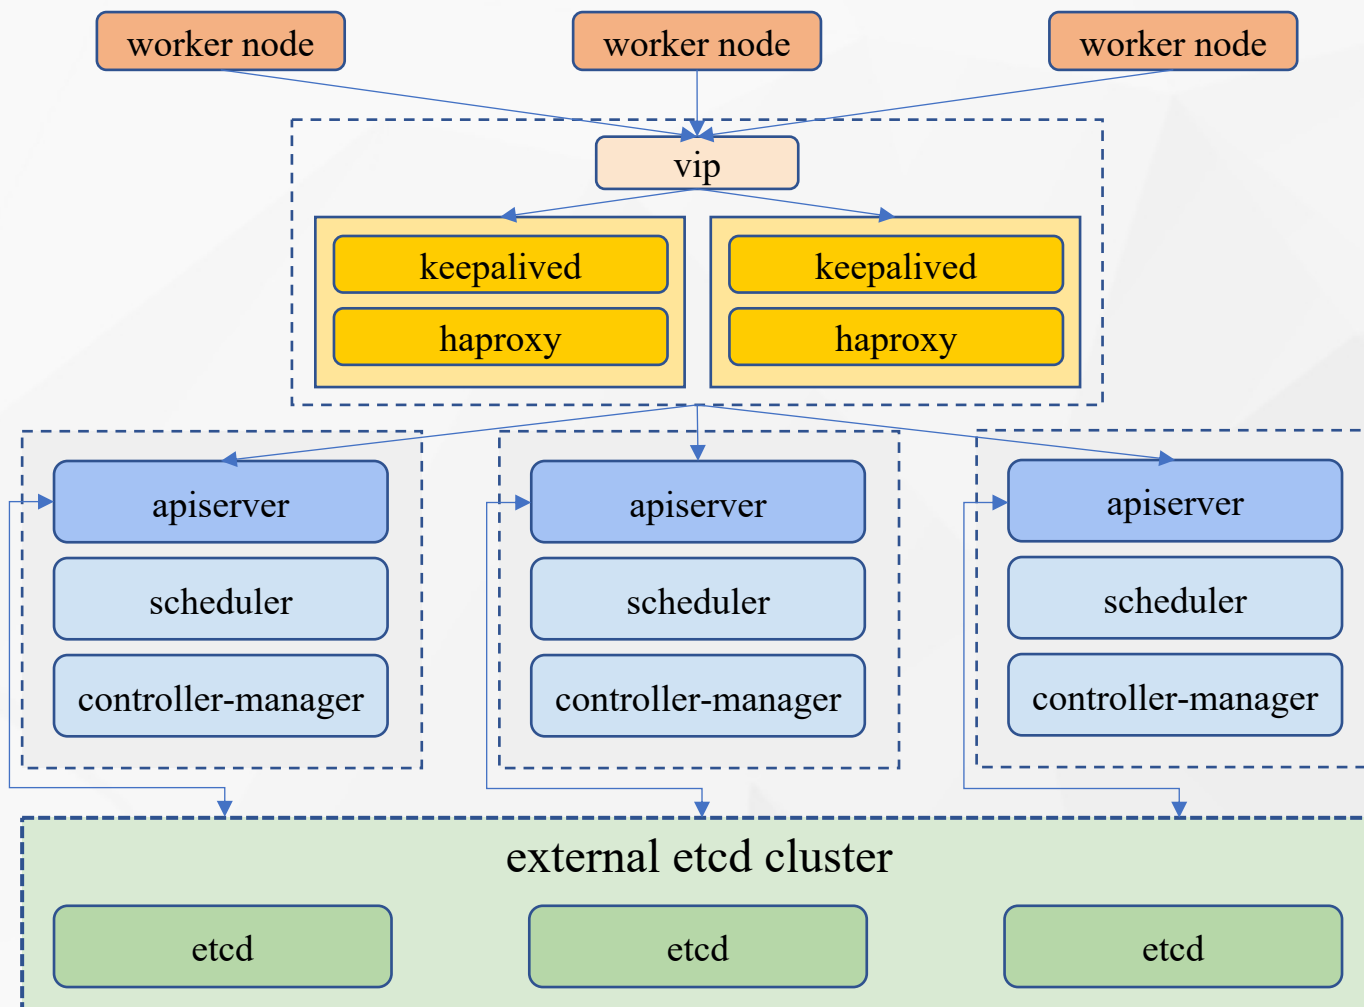 worker node
worker node
worker node
vip
keepalived
keepalived
haproxy
haproxy
apiserver
apiserver
apiserver
scheduler
scheduler
scheduler
controller-manager
controller-manager
controller-manager
external etcd cluster
etcd
etcd
etcd